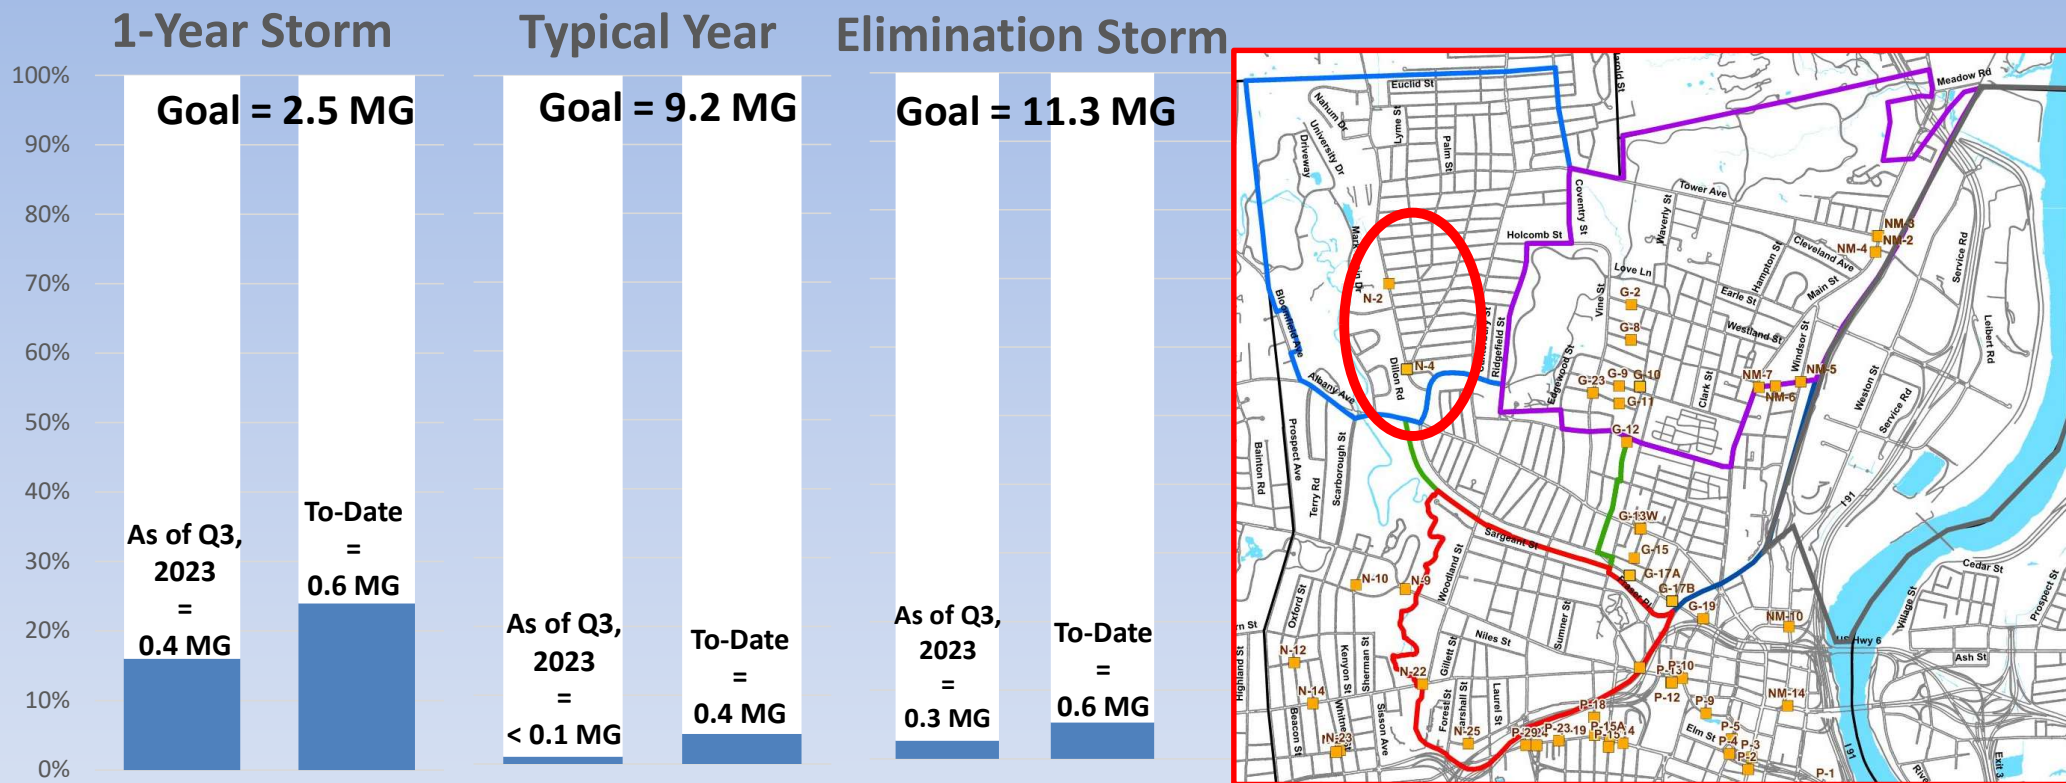 1-Year Storm
Typical Year
Elimination Storm
100%
90%
80%
70%
60%
50%
40%
30%
20%
10%
0%
Goal = 2.5 MG
As of Q3,
2023
=
0.4 MG
To-Date
=
0.6 MG
Goal = 9.2 MG
As of Q3,
2023
=
< 0.1 MG
To-Date
=
0.4 MG
Goal = 11.3 MG
As of Q3,
2023
=
0.3 MG
To-Date
=
0.6 MG
Meadow Rd
Euclid St
Nahum Dr
University Dr
Driveway
Lyme St
Palm St
Coventry St
Tower Ave
Waverly St
Holcomb St
NM-3
NM-2
NM-4
Cleveland Ave
Hampton St
Main St
Service Rd
Love Ln
N-2
G-2
Vine St
Earle St
Bloomfield Ave
G-8
Westland St
Windsor St
Leibert Rd
Ridgefield St
Edgewood St
N-4
Dillon Rd
Albany Ave
G-23
G-9
G-10
G-11
Clark St
NM-7
NM-5
NM-6
Weston St
Service Rd
G-12
Prospect Ave
Bainton Rd
Scarborough St
Terry Rd
I 91
G-13W
Sargeant St
G-15
G-17A
G-17B
Woodland St
N-10
N-9
Oxford St
Cedar St
Prospect St
Village St
G-19
NM-10
US Hwy 6
Sumner St
Niles St
Ash St
N-12
Kenyon St
Sherman St
Gillett St
Highland St
N-22
P-10
P-13
P-12
N-14
Forest St
Marshall St
Laurel St
NM-14
P-9
P-18
Beacon St
Sisson Ave
N-23
N-25
P-29
P-23
P-15A
Elm St
P-5
P-4
P-3
P-2
P-1
I 91
Exit 3